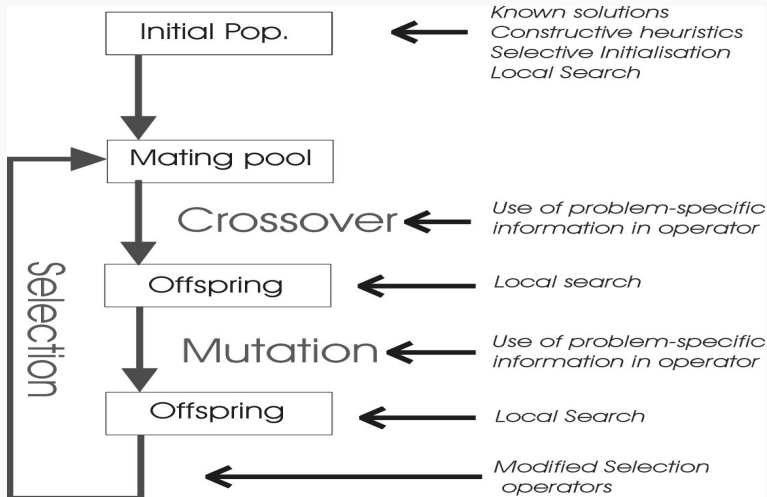 Initial Pop.
Known solutions
Constructive heuristics
Selective Initialisation
Local Search
Mating pool
Crossover
Use of problem-specific
information in operator
Selection
Offspring
Local search
Mutation
Use of problem-specific
information in operator
Offspring
Local Search
Modified Selection
operators